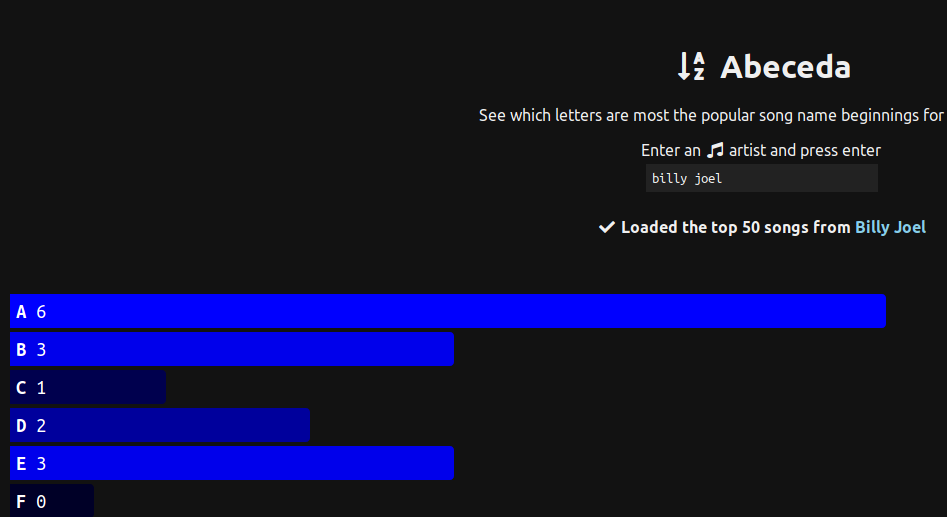 Abeceda
See which letters are most the popular song name beginnings for
Enter an artist and press enter
billy joel
Loaded the top 50 songs from Billy Joel
A 6
B 3
C 1
D 2
E 3
F 0